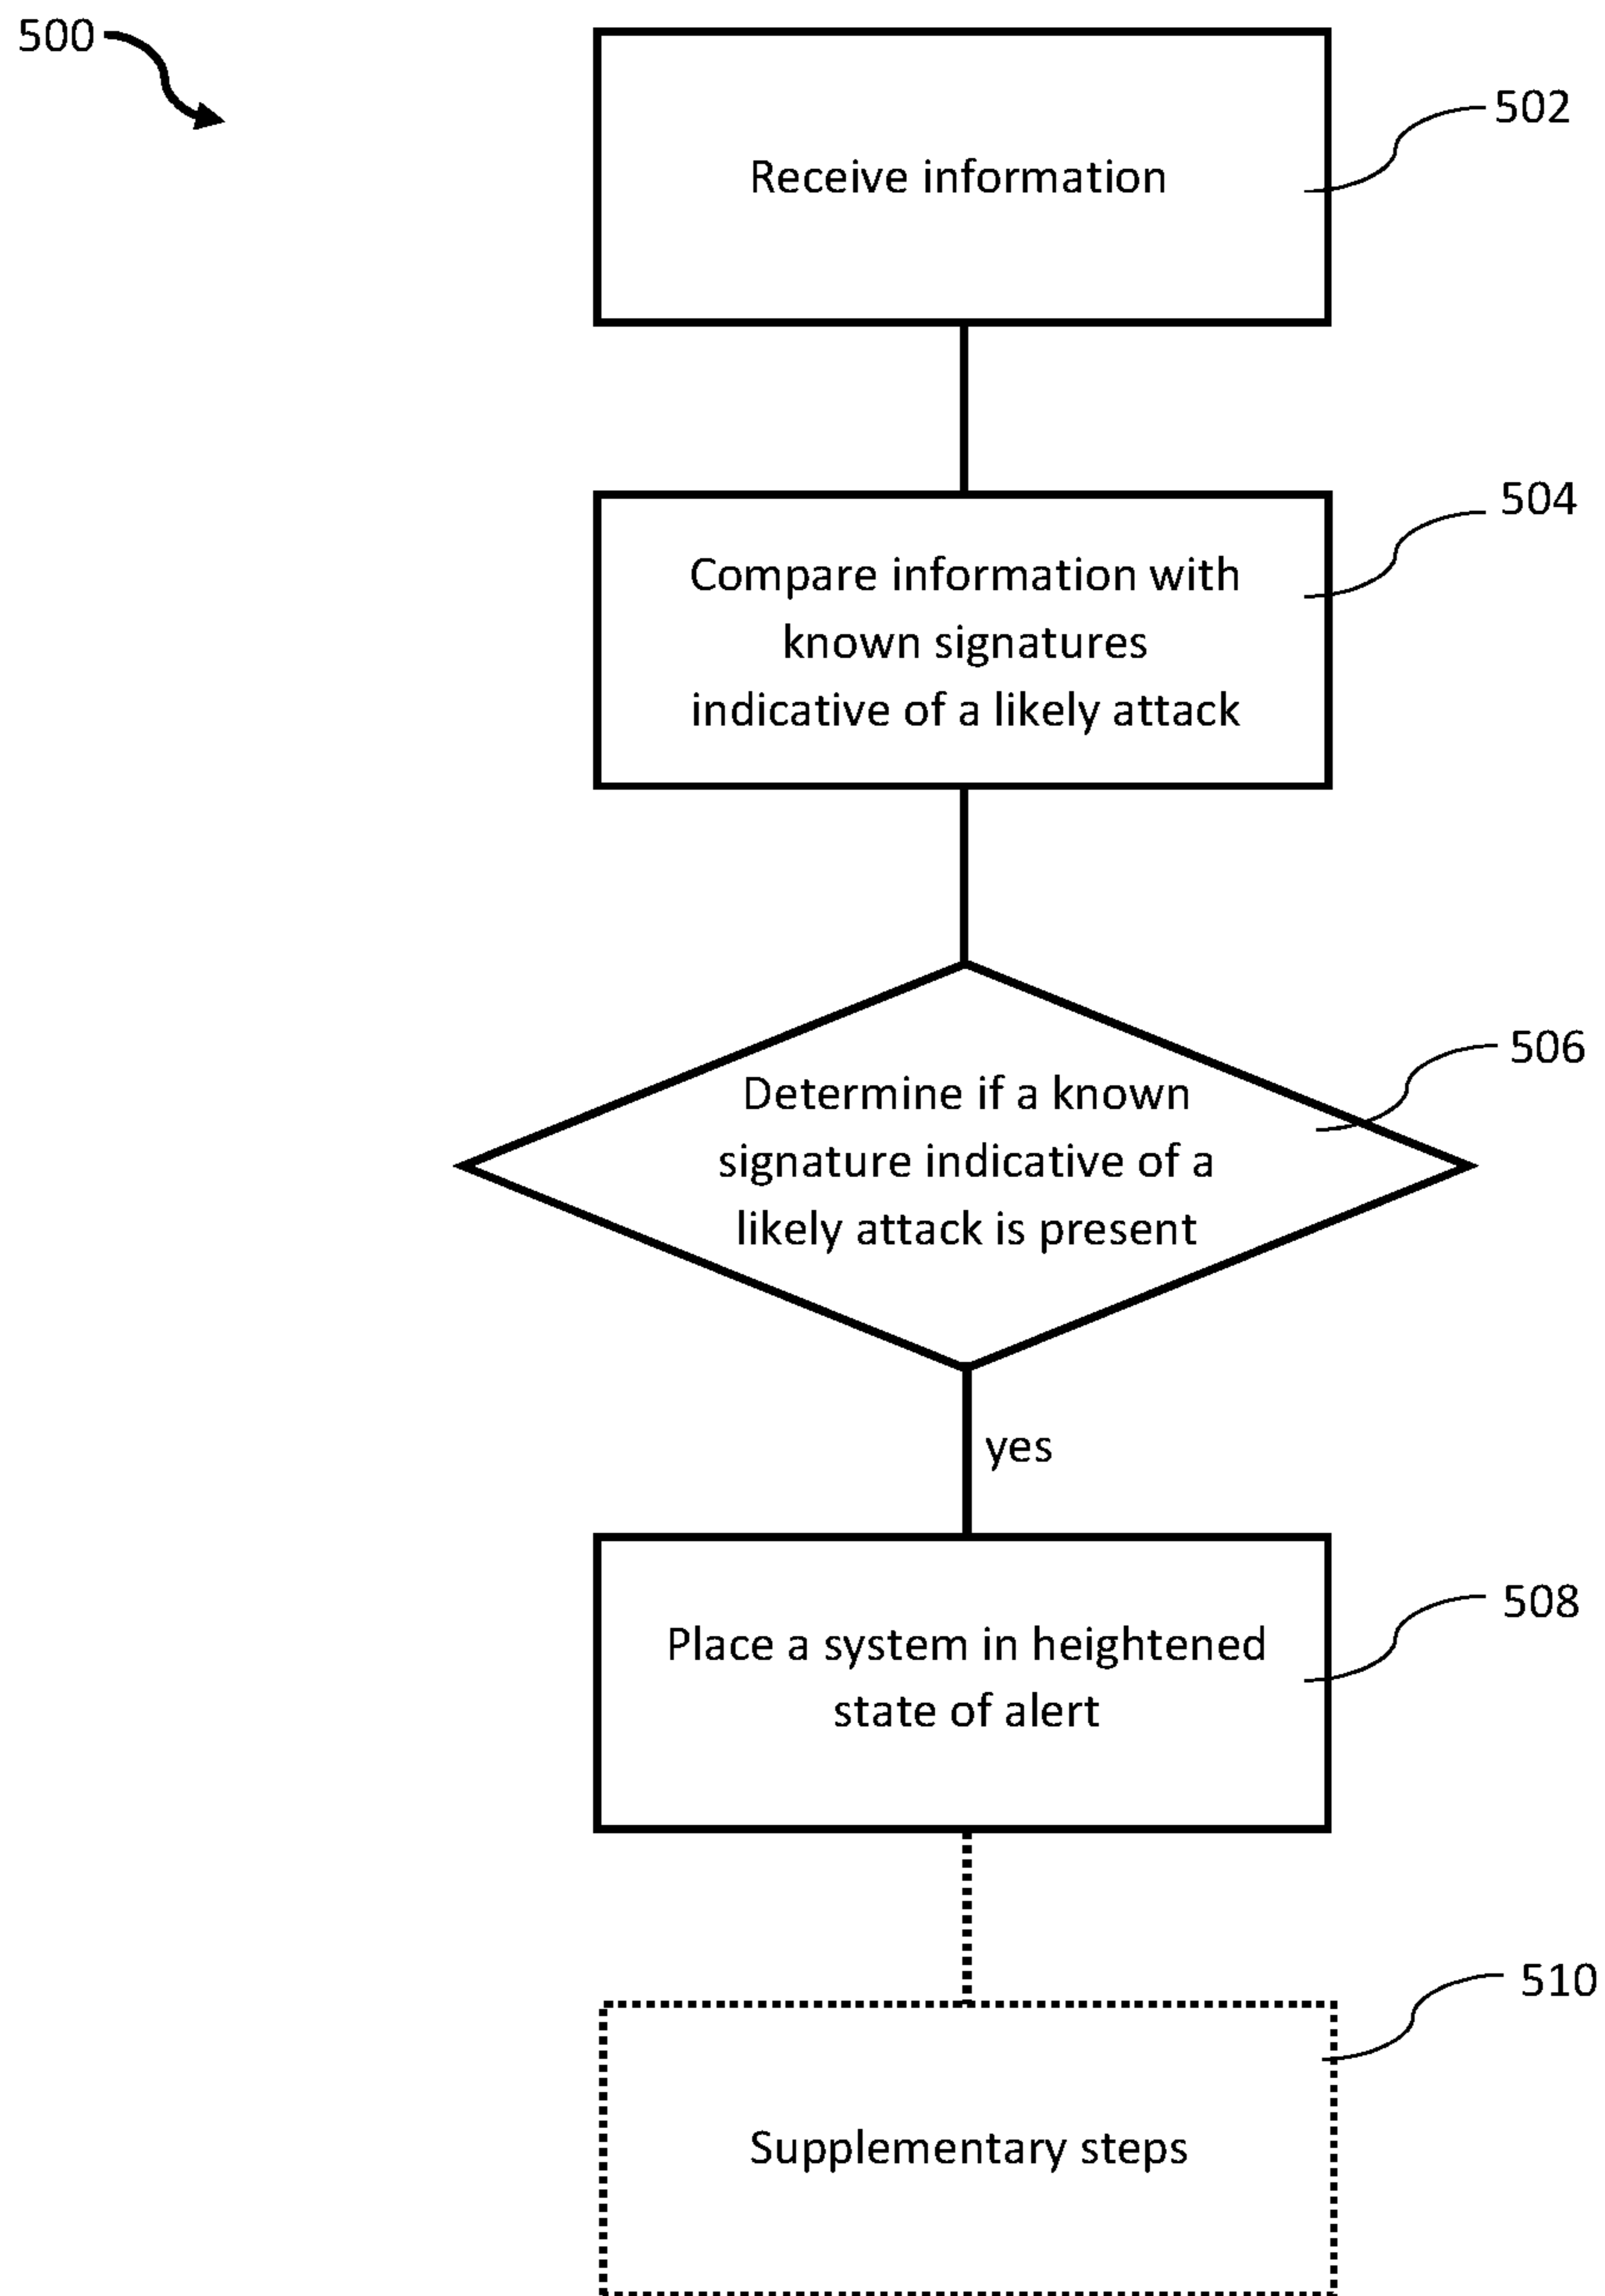 500
502
Receive information
504
Compare information with
known signatures
indicative of a likely attack
506
Determine if a known
signature indicative of a
likely attack is present
yes
508
Place a system in heightened
state of alert
510
Supplementary steps